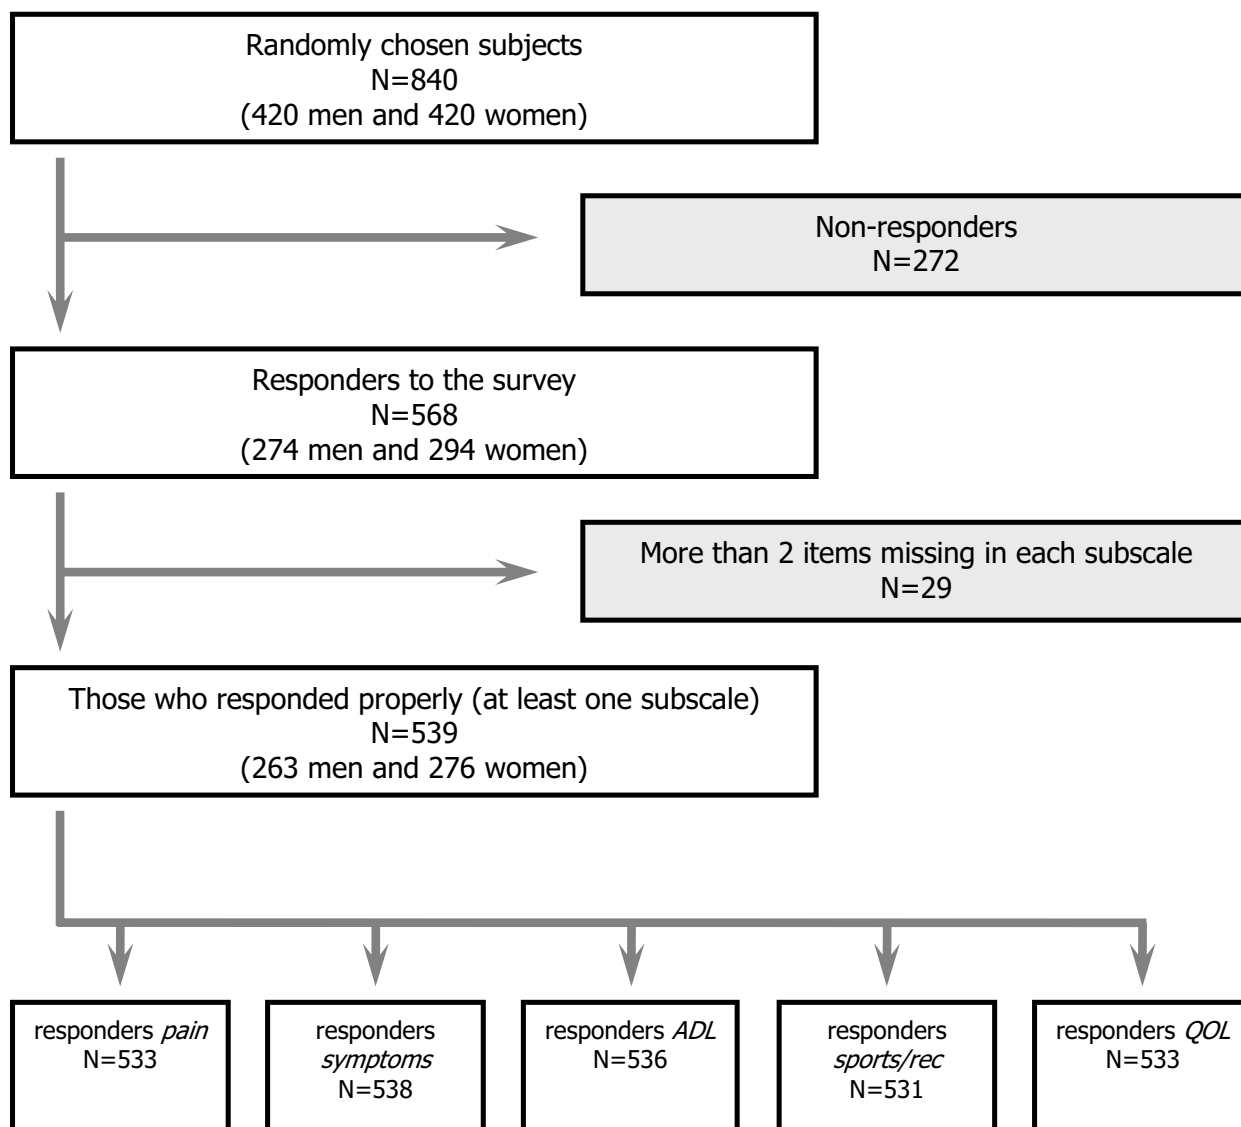 Randomly chosen subjects
N=840
(420 men and 420 women)
Non-responders
N=272
Responders to the survey
N=568
(274 men and 294 women)
More than 2 items missing in each subscale
N=29
Those who responded properly (at least one subscale)
N=539
(263 men and 276 women)
responders pain
N=533
responders
symptoms
N=538
responders ADL
N=536
responders
sports/rec
N=531
responders QOL
N=533